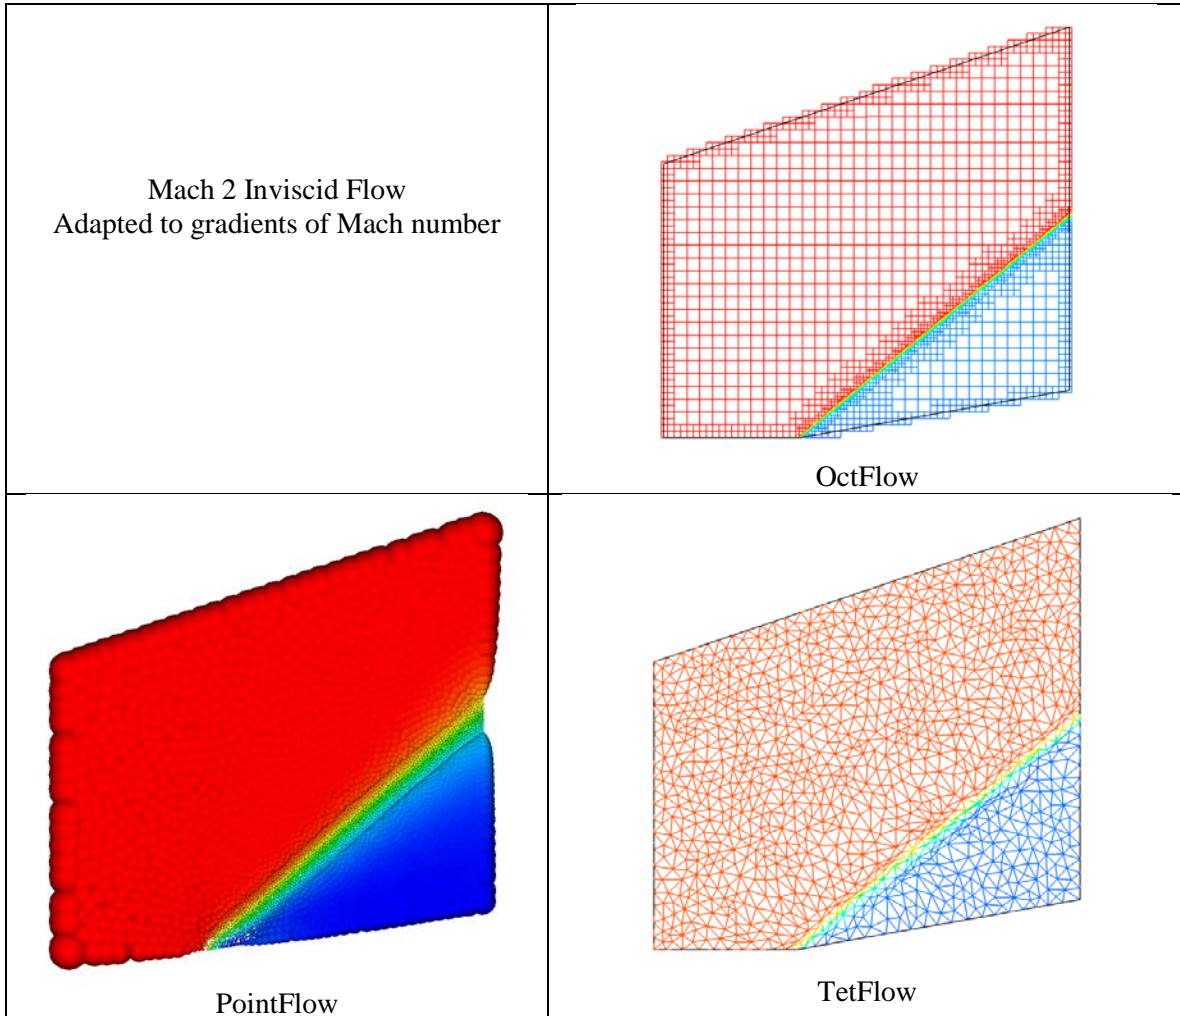 Mach 2 Inviscid Flow
Adapted to gradients of Mach number
OctFlow
PointFlow
TetFlow